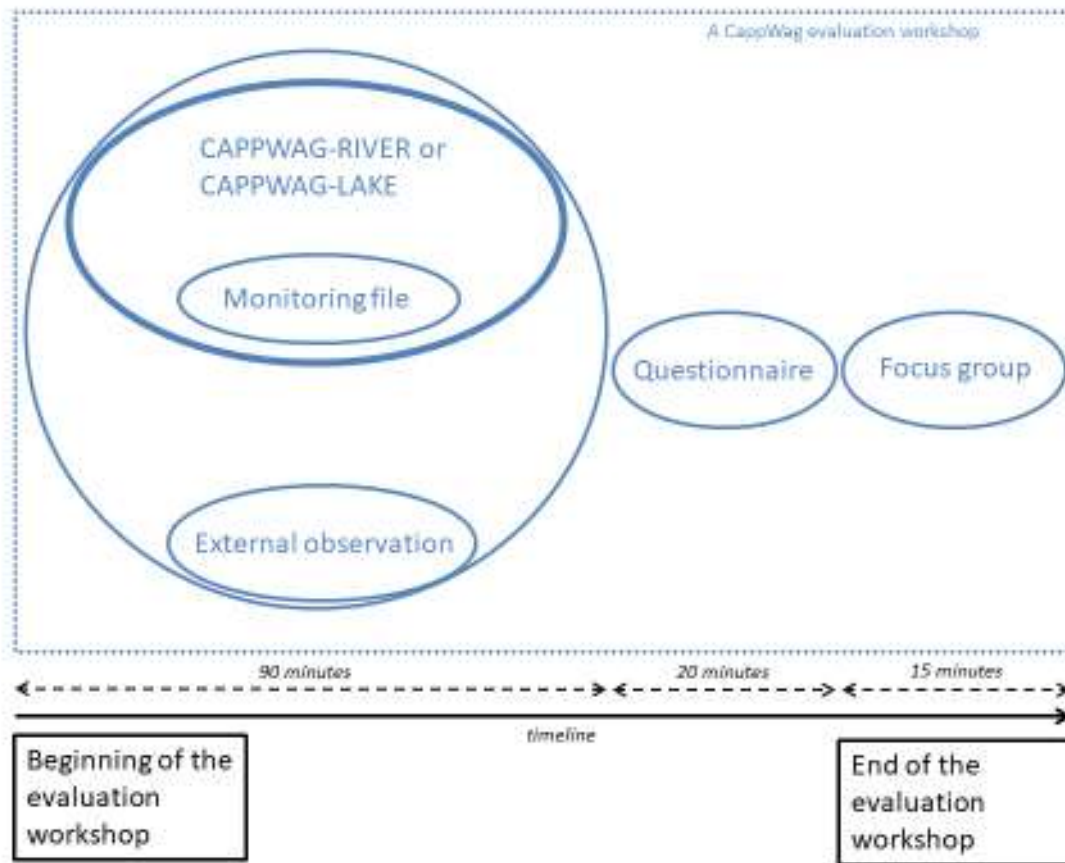 A CappWag evaluation workshop
CAPPWAG-RIVER or
CAPPWAG-LAKE
Monitoring file
Questionnaire
Focus group
External observation
90 minutes
20 minutes
15 minutes
timeline
Beginning of the
evaluation
workshop
End of the
evaluation
workshop